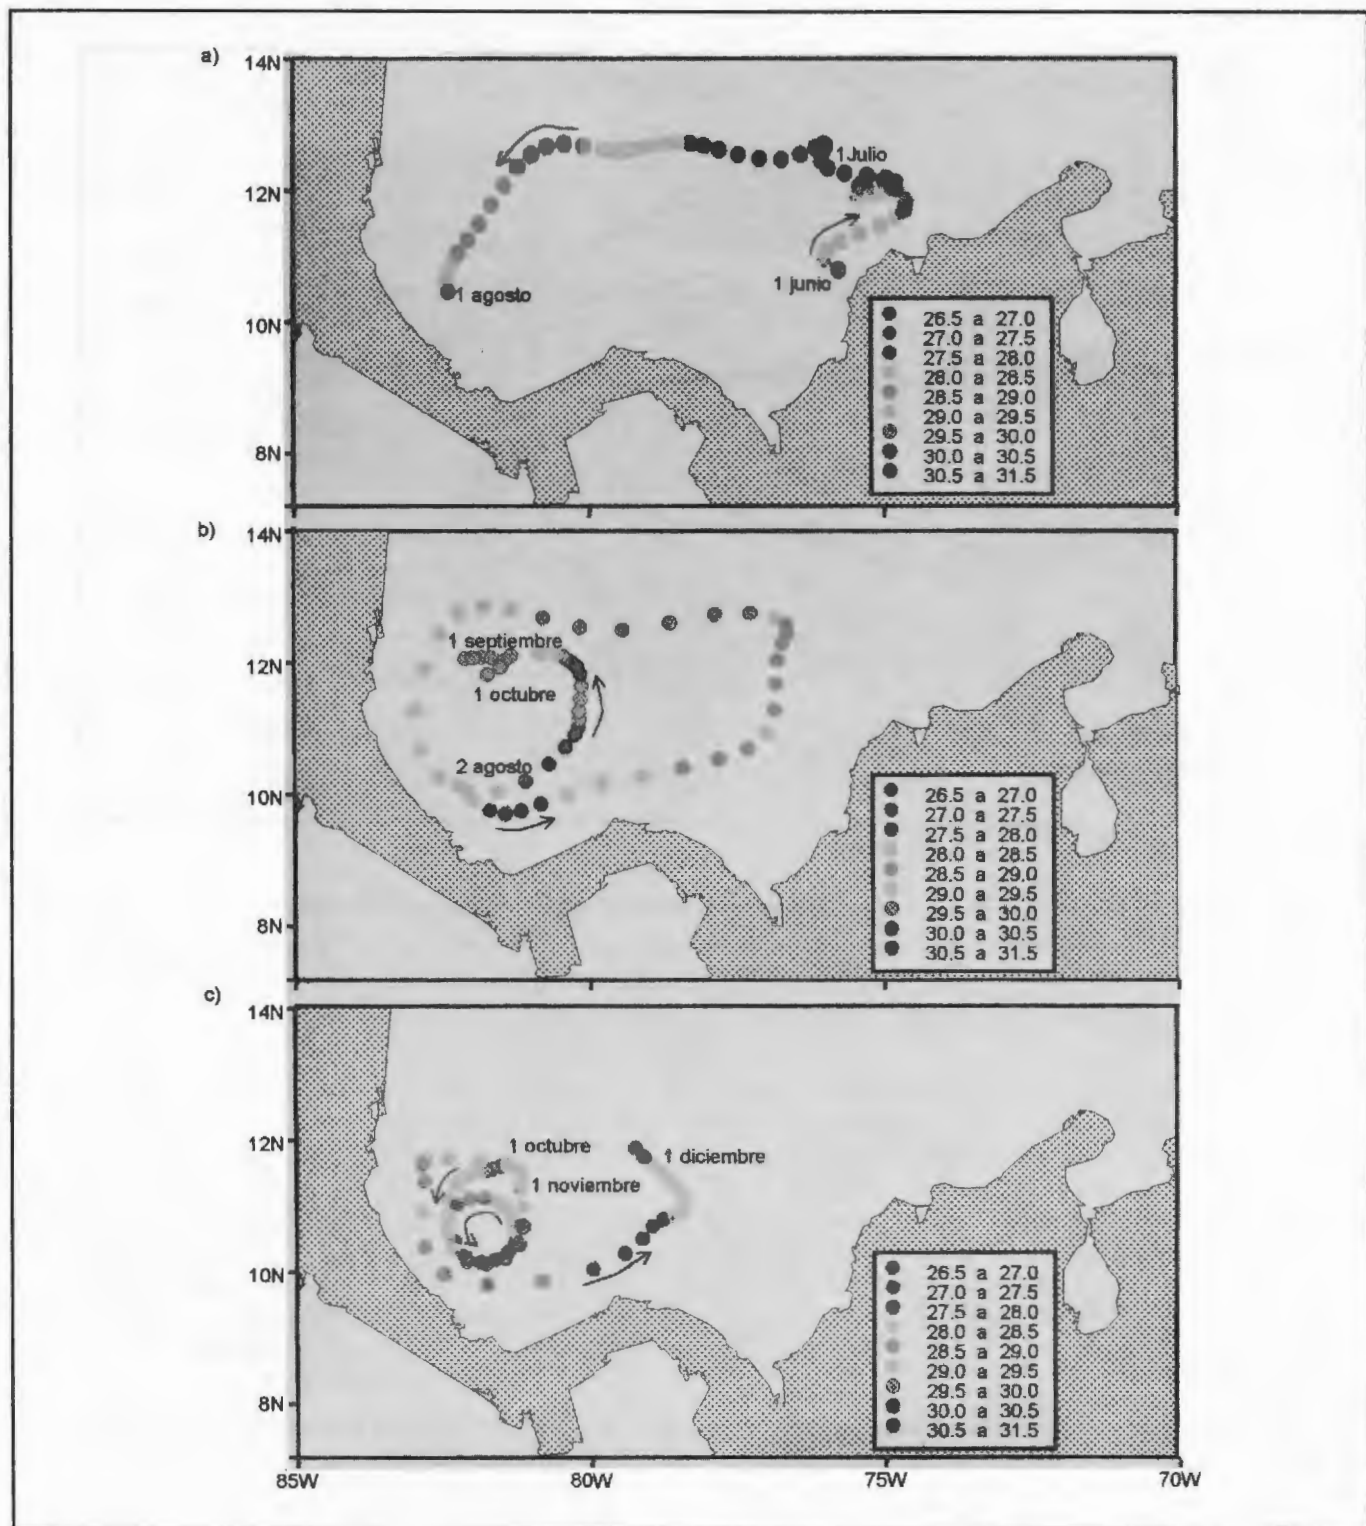 a)
14N
12N
10N
8N
1 Julio
1 junio
1 agosto
26.5 a 27.0
27.0 a 27.5
27.5 a 28.0
28.0 a 28.5
28.5 a 29.0
29.0 a 29.5
29.5 a 30.0
30.0 a 30.5
30.5 a 31.5
b)
14N
12N
10N
8N
1 septiembre
1 octubre
2 agosto
26.5 a 27.0
27.0 a 27.5
27.5 a 28.0
28.0 a 28.5
28.5 a 29.0
29.0 a 29.5
29.5 a 30.0
30.0 a 30.5
30.5 a 31.5
c)
14N
12N
10N
8N
1 octubre
1 diciembre
1 noviembre
26.5 a 27.0
27.0 a 27.5
27.5 a 28.0
28.0 a 28.5
28.5 a 29.0
29.0 a 29.5
29.5 a 30.0
30.0 a 30.5
30.5 a 31.5
85W 80W 75W 70W